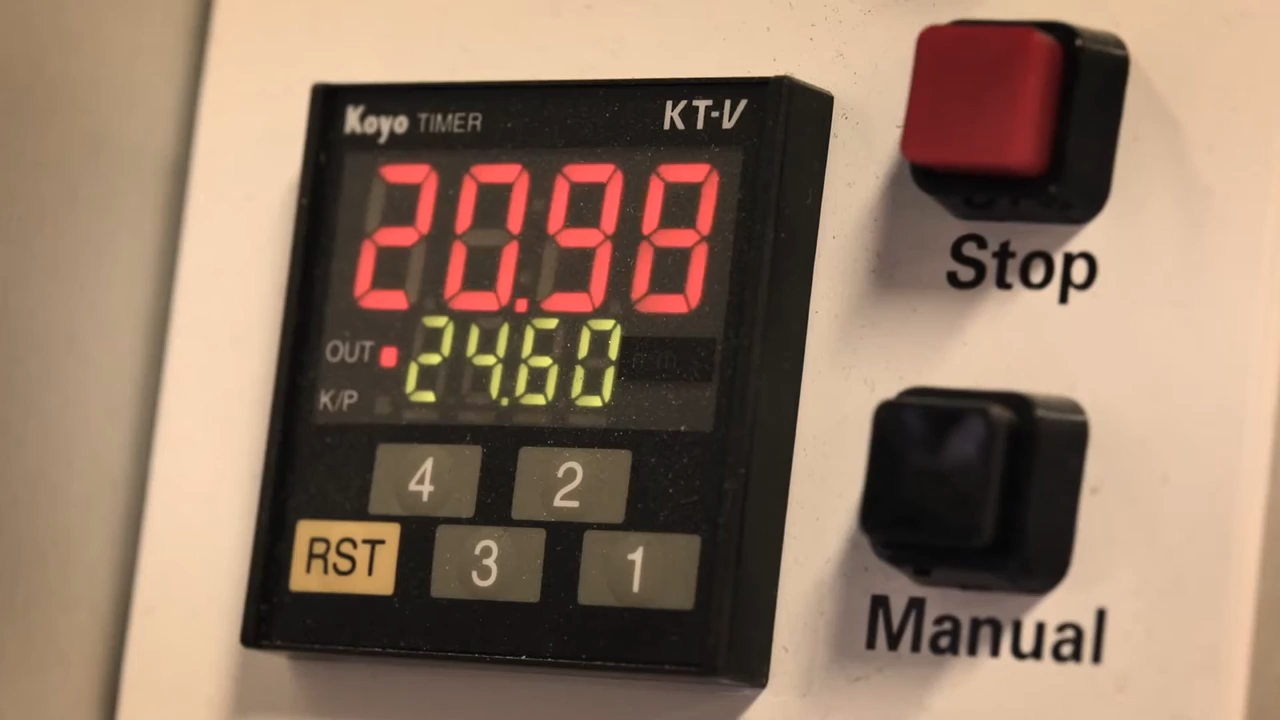 Koyo TIMER KT-V
20.98
OUT 24.60
K/P
4 2
RST 3 1
Stop
Manual